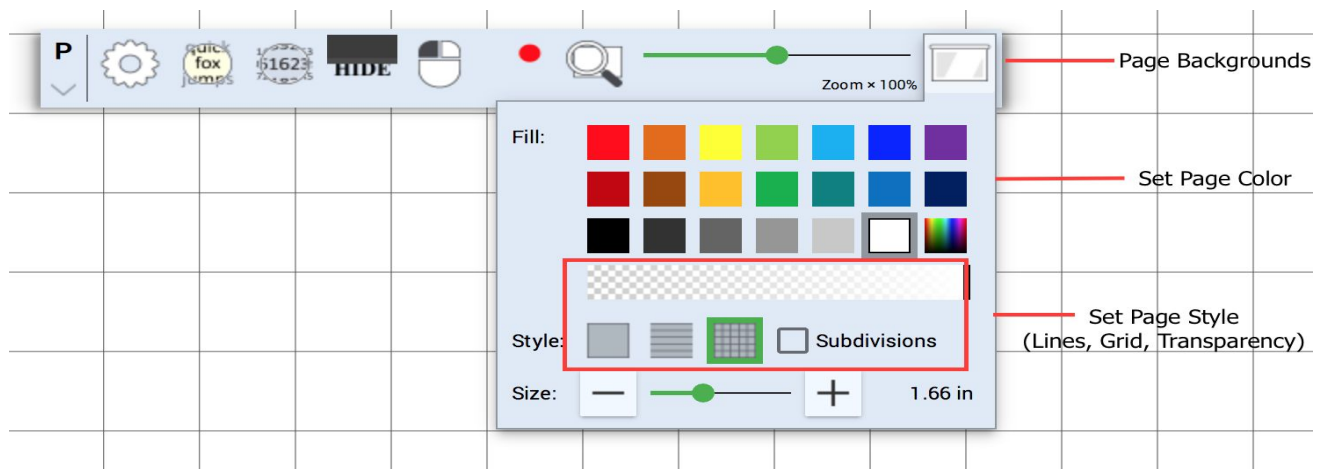 P
quick
fox
jumps
51623
HIDE
Zoom × 100%
Page Backgrounds
Fill:
Set Page Color
Set Page Style
(Lines, Grid, Transparency)
Style:
Subdivisions
Size:
1.66 in